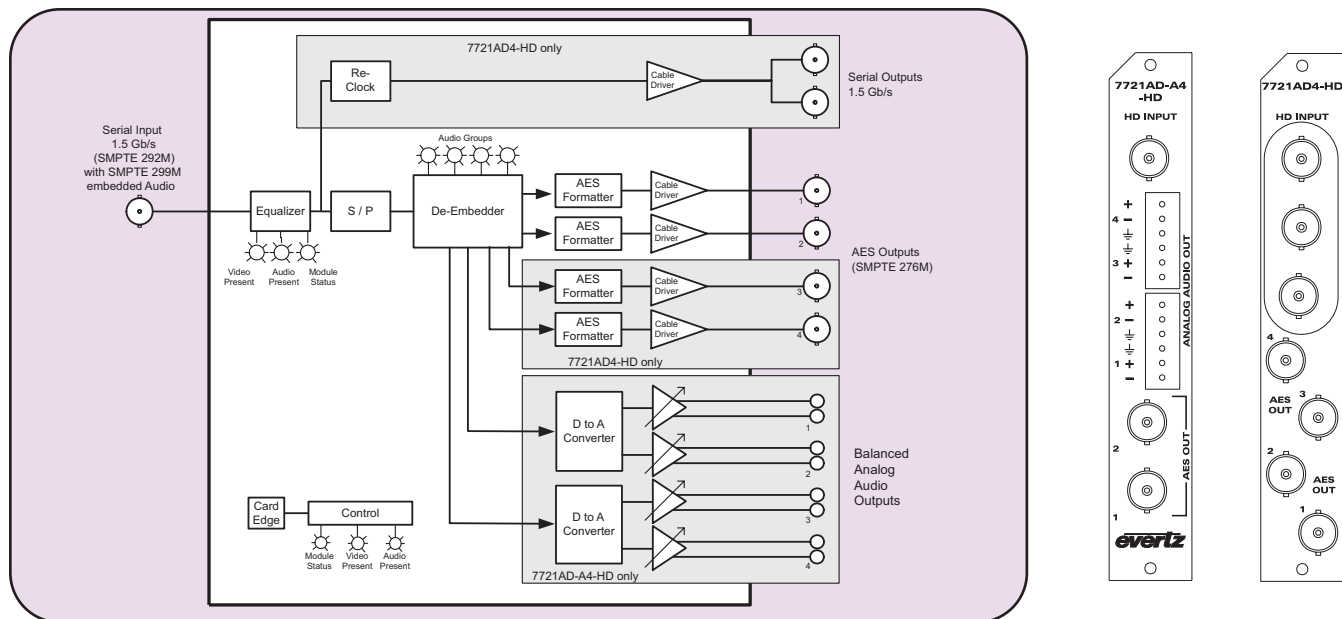 7721AD4-HD only
Re-
Clock
Cable
Driver
Serial Outputs
1.5 Gb/s
Serial Input
1.5 Gb/s
(SMPTE 292M)
with SMPTE 299M
embedded Audio
Audio Groups
Equalizer
S / P
De-Embedder
Video
Present
Audio
Present
Module
Status
AES
Formatter
Cable
Driver
1
AES
Formatter
Cable
Driver
2
AES Outputs
(SMPTE 276M)
AES
Formatter
Cable
Driver
3
AES
Formatter
Cable
Driver
4
7721AD4-HD only
D to A
Converter
1
2
D to A
Converter
3
4
Balanced
Analog
Audio
Outputs
7721AD-A4-HD only
Card
Edge
Control
Module
Status
Video
Present
Audio
Present
7721AD-A4
-HD
HD INPUT
+
4 –
3 +
–
+
2 –
1 +
–
ANALOG AUDIO OUT
2
AES OUT
1
evertz
7721AD4-HD
HD INPUT
4
AES
OUT
3
2
AES
OUT
1